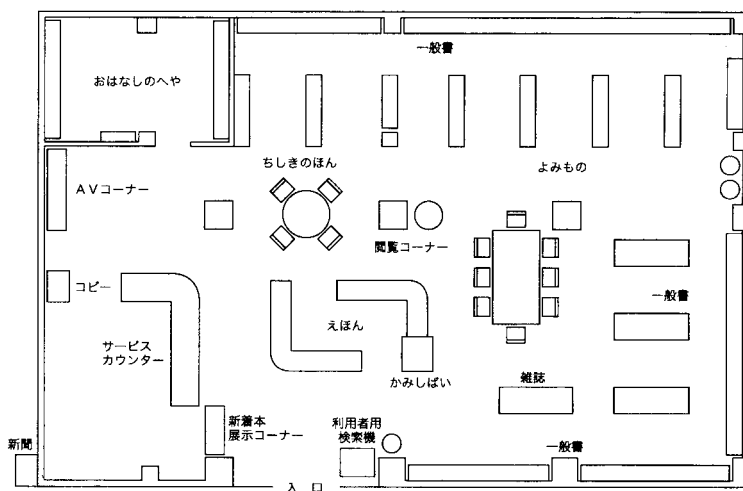 一般書
おはなしのへや
ちしきのほん
よみもの
AVコーナー
閲覧コーナー
コピー
一般書
えほん
サービス
カウンター
かみしばい
雑誌
新着本
展示コーナー
利用者用
検索機
新聞
一般書
入口